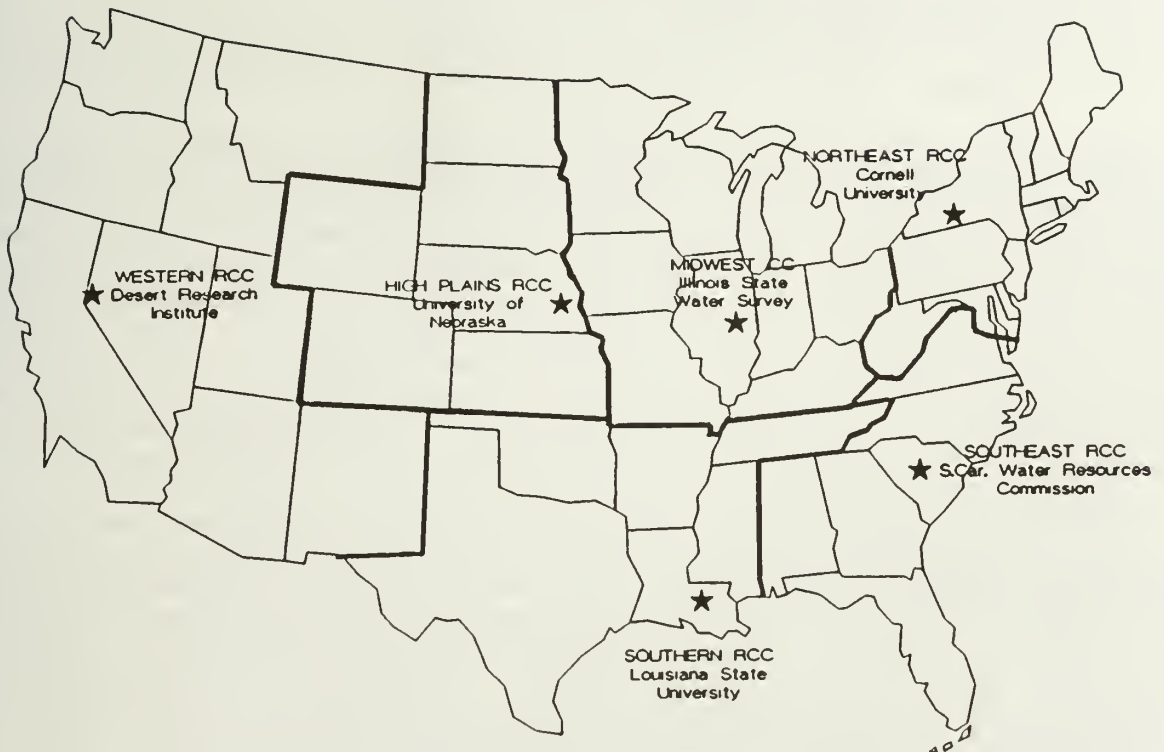 NORTHEAST RCC
Cornell
University
WESTERN RCC
Desert Research
Institute
HIGH PLAINS RCC
University of
Nebraska
MIDWEST CC
Illinois State
Water Survey
SOUTHEAST RCC
S.Car. Water Resources
Commission
SOUTHERN RCC
Louisiana State
University